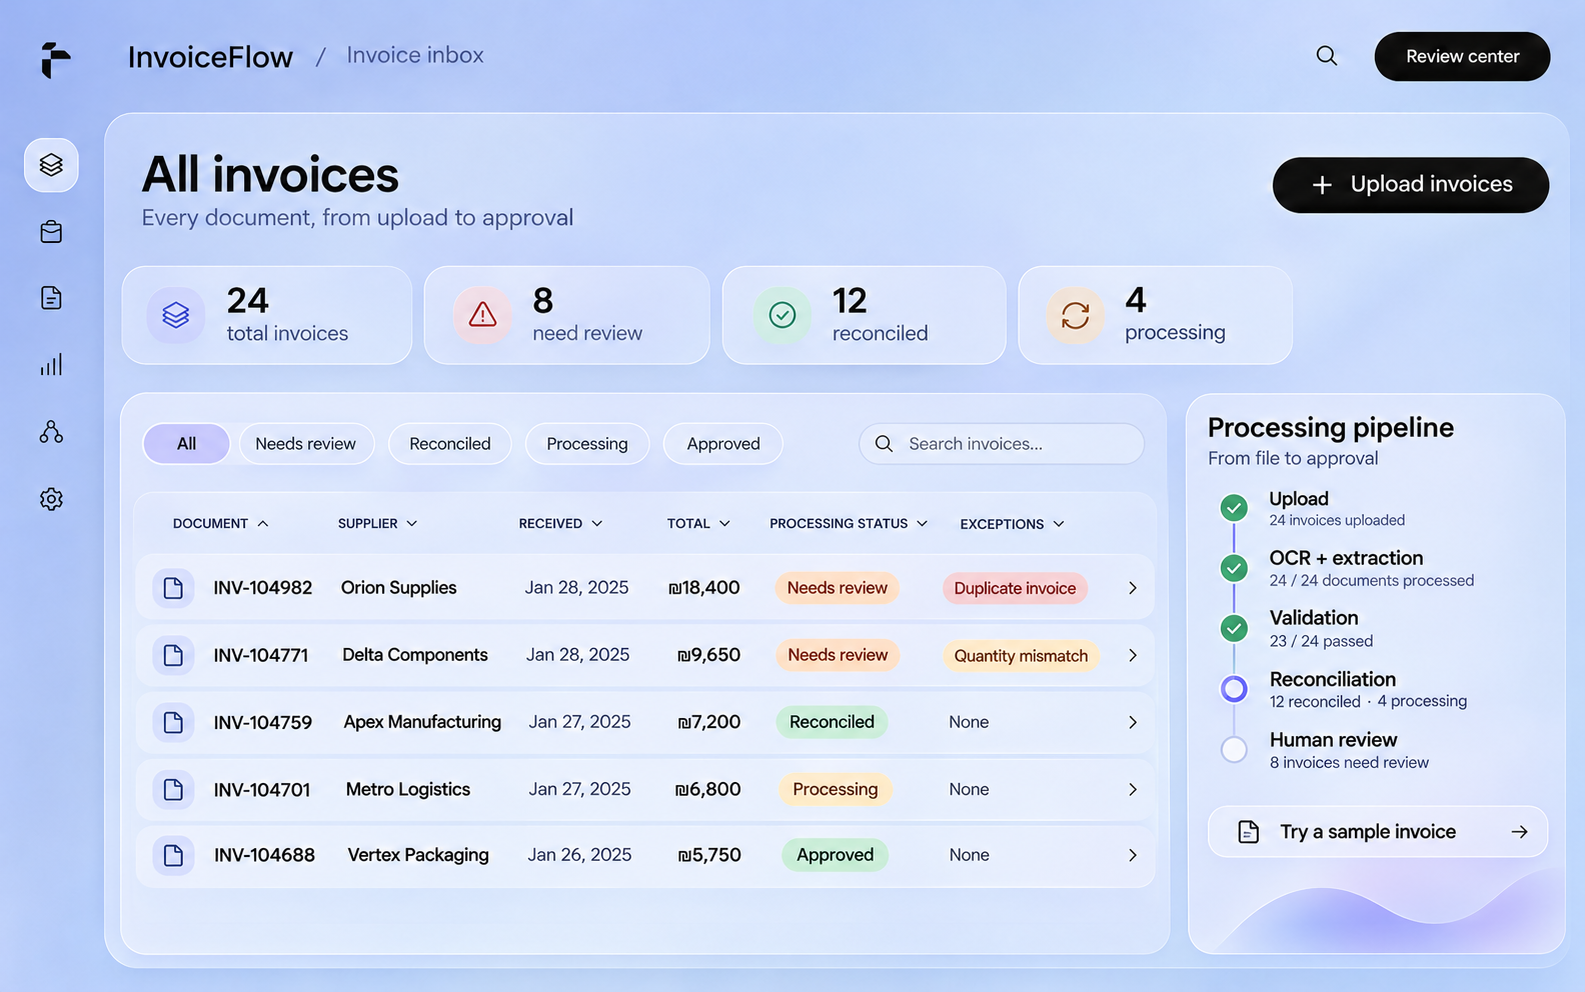 InvoiceFlow / Invoice inbox
Review center
All invoices
Every document, from upload to approval
+ Upload invoices
24
total invoices
8
need review
12
reconciled
4
processing
All
Needs review
Reconciled
Processing
Approved
Search invoices...
DOCUMENT SUPPLIER RECEIVED TOTAL PROCESSING STATUS EXCEPTIONS
INV-104982 Orion Supplies Jan 28, 2025 ₪18,400 Needs review Duplicate invoice
INV-104771 Delta Components Jan 28, 2025 ₪9,650 Needs review Quantity mismatch
INV-104759 Apex Manufacturing Jan 27, 2025 ₪7,200 Reconciled None
INV-104701 Metro Logistics Jan 27, 2025 ₪6,800 Processing None
INV-104688 Vertex Packaging Jan 26, 2025 ₪5,750 Approved None
Processing pipeline
From file to approval
Upload
24 invoices uploaded
OCR + extraction
24 / 24 documents processed
Validation
23 / 24 passed
Reconciliation
12 reconciled · 4 processing
Human review
8 invoices need review
Try a sample invoice